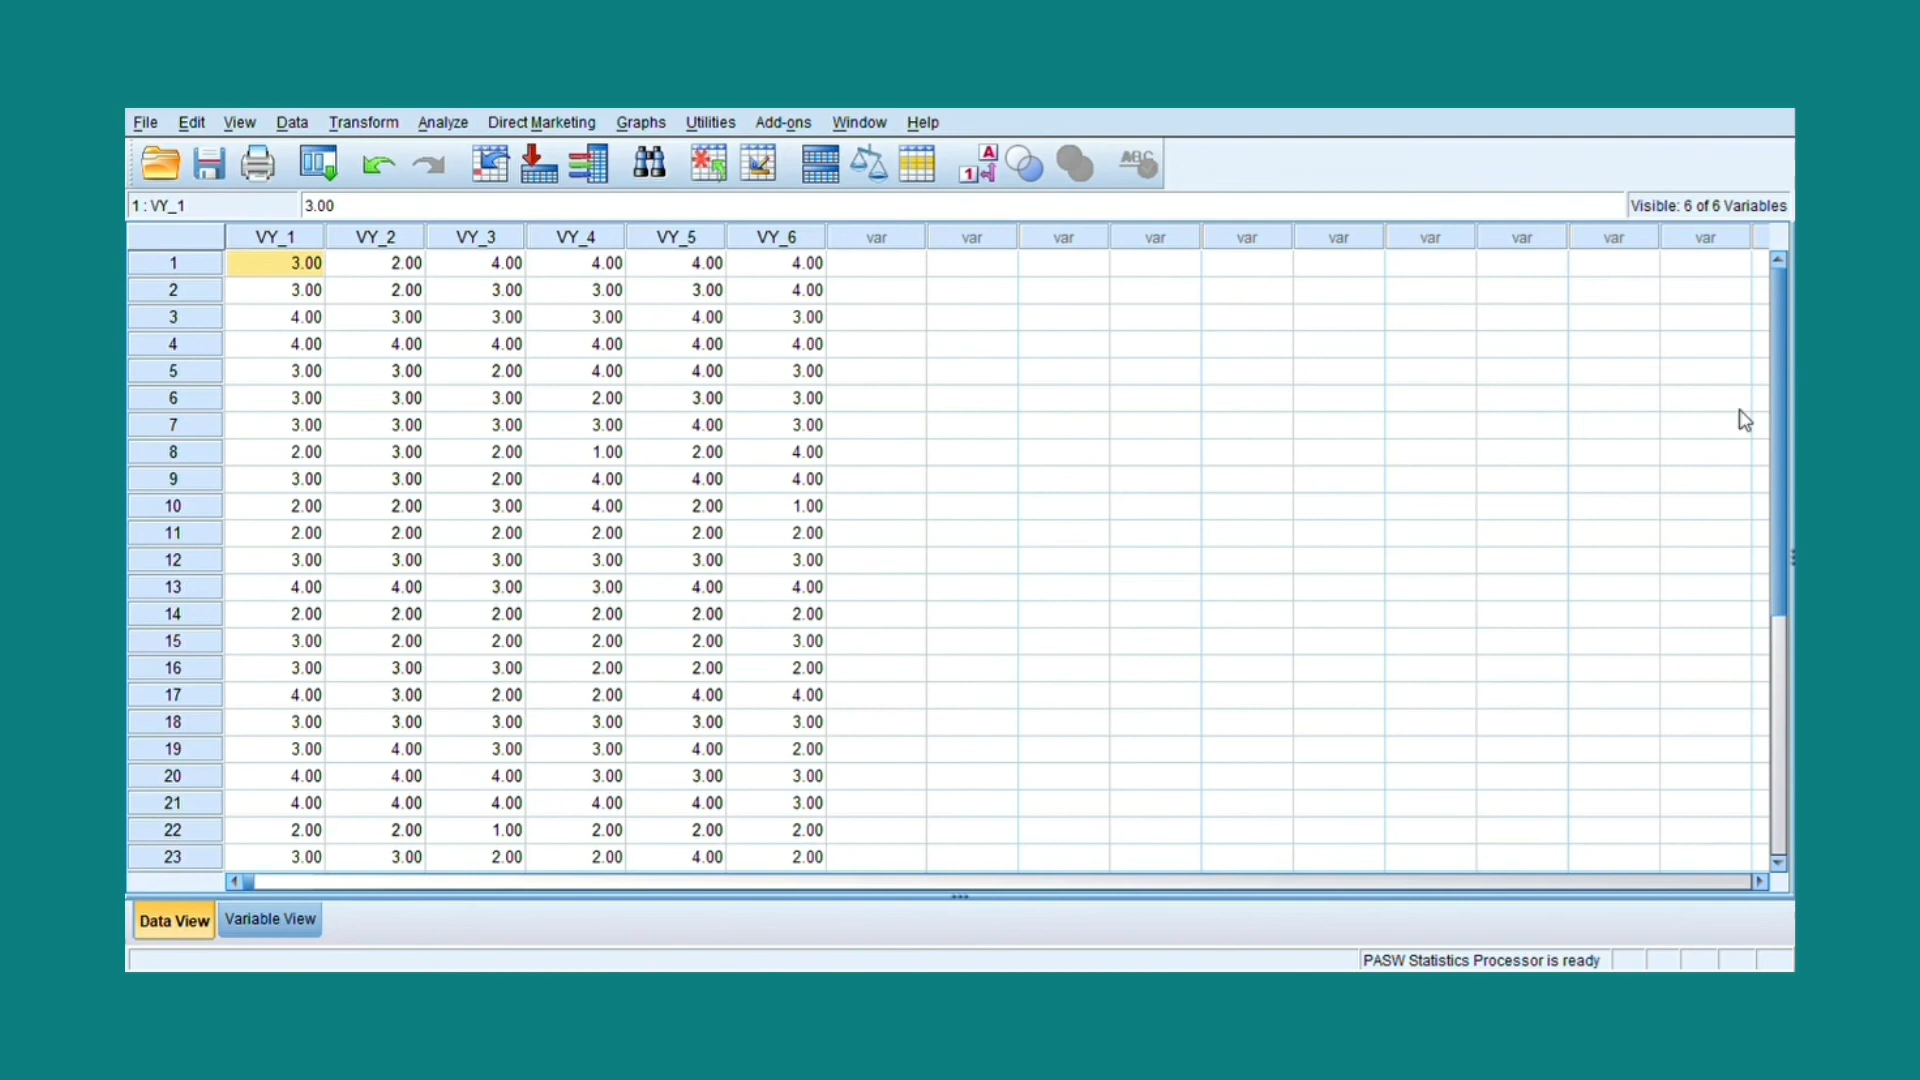 File Edit View Data Transform Analyze Direct Marketing Graphs Utilities Add-ons Window Help
A
1
ABC
1 : VY_1 3.00 Visible: 6 of 6 Variables
VY_1 VY_2 VY_3 VY_4 VY_5 VY_6 var var var var var var var var var var
1 3.00 2.00 4.00 4.00 4.00 4.00
2 3.00 2.00 3.00 3.00 3.00 4.00
3 4.00 3.00 3.00 3.00 4.00 3.00
4 4.00 4.00 4.00 4.00 4.00 4.00
5 3.00 3.00 2.00 4.00 4.00 3.00
6 3.00 3.00 3.00 2.00 3.00 3.00
7 3.00 3.00 3.00 3.00 4.00 3.00
8 2.00 3.00 2.00 1.00 2.00 4.00
9 3.00 3.00 2.00 4.00 4.00 4.00
10 2.00 2.00 3.00 4.00 2.00 1.00
11 2.00 2.00 2.00 2.00 2.00 2.00
12 3.00 3.00 3.00 3.00 3.00 3.00
13 4.00 4.00 3.00 3.00 4.00 4.00
14 2.00 2.00 2.00 2.00 2.00 2.00
15 3.00 2.00 2.00 2.00 2.00 3.00
16 3.00 3.00 3.00 2.00 2.00 2.00
17 4.00 3.00 2.00 2.00 4.00 4.00
18 3.00 3.00 3.00 3.00 3.00 3.00
19 3.00 4.00 3.00 3.00 4.00 2.00
20 4.00 4.00 4.00 3.00 3.00 3.00
21 4.00 4.00 4.00 4.00 4.00 3.00
22 2.00 2.00 1.00 2.00 2.00 2.00
23 3.00 3.00 2.00 2.00 4.00 2.00
Data View Variable View
PASW Statistics Processor is ready